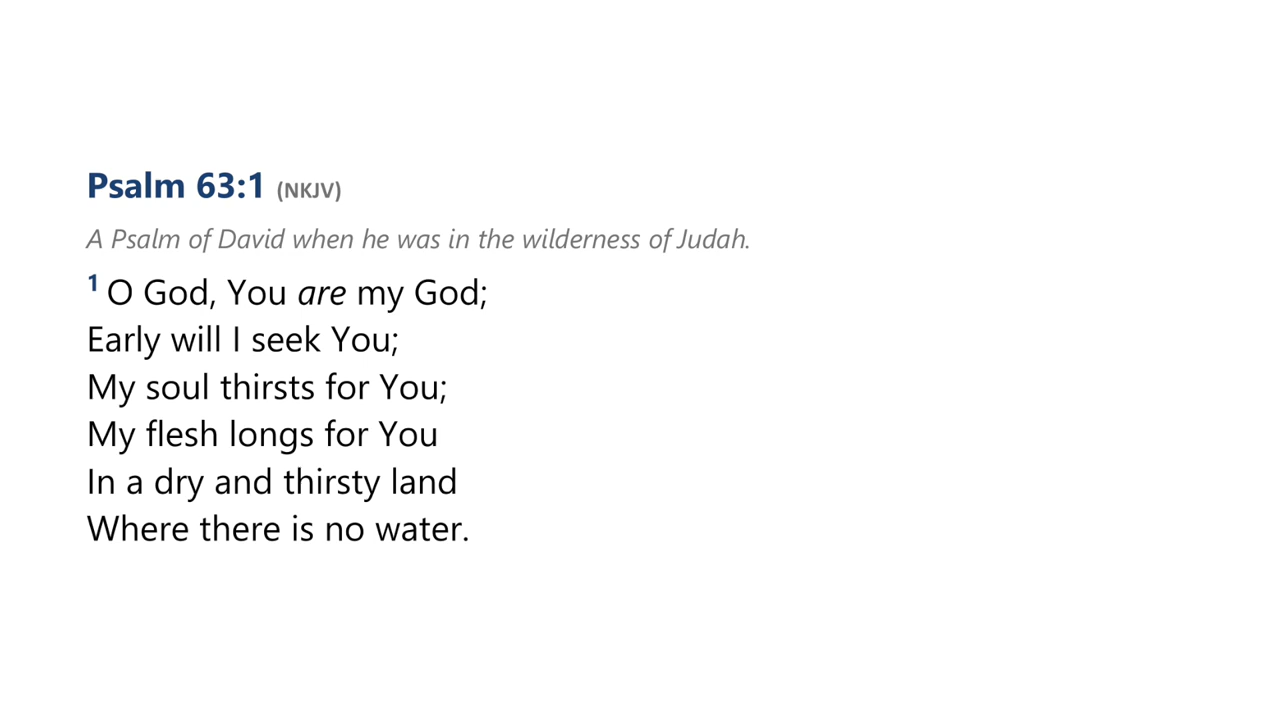 Psalm 63:1 (NKJV)
A Psalm of David when he was in the wilderness of Judah.
1 O God, You are my God;
Early will I seek You;
My soul thirsts for You;
My flesh longs for You
In a dry and thirsty land
Where there is no water.